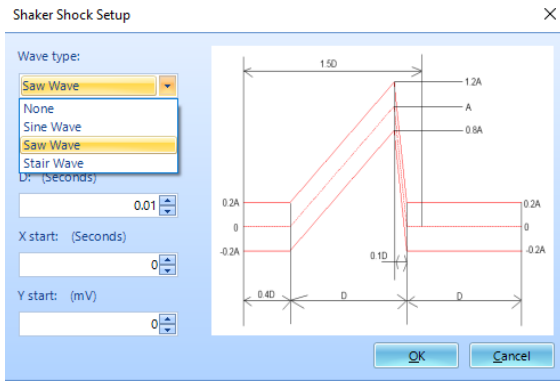 Shaker Shock Setup
Wave type:
Saw Wave
None
Sine Wave
Saw Wave
Stair Wave
D: (Seconds)
0.01
X start: (Seconds)
0
Y start: (mV)
0
1.5D
1.2A
A
0.8A
0.2A
0
-0.2A
0.2A
0
-0.2A
0.1D
0.4D
D
D
OK
Cancel